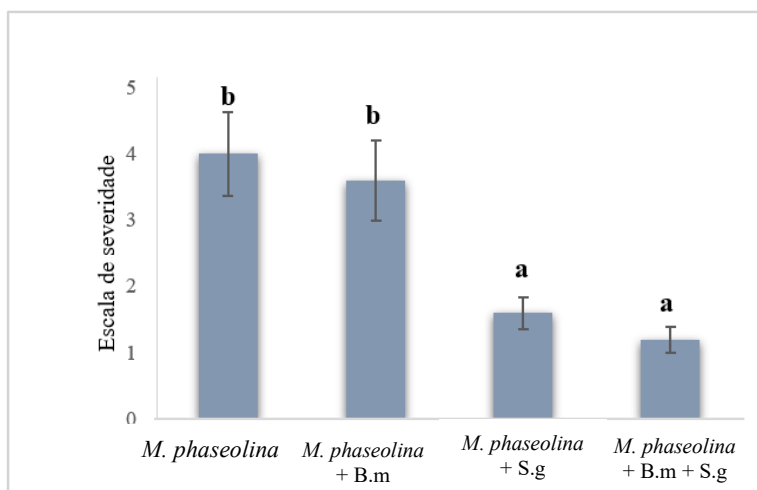 Escala de severidade
5
4
3
2
1
0
b
b
a
a
M. phaseolina
M. phaseolina
+ B.m
M. phaseolina
+ S.g
M. phaseolina
+ B.m + S.g